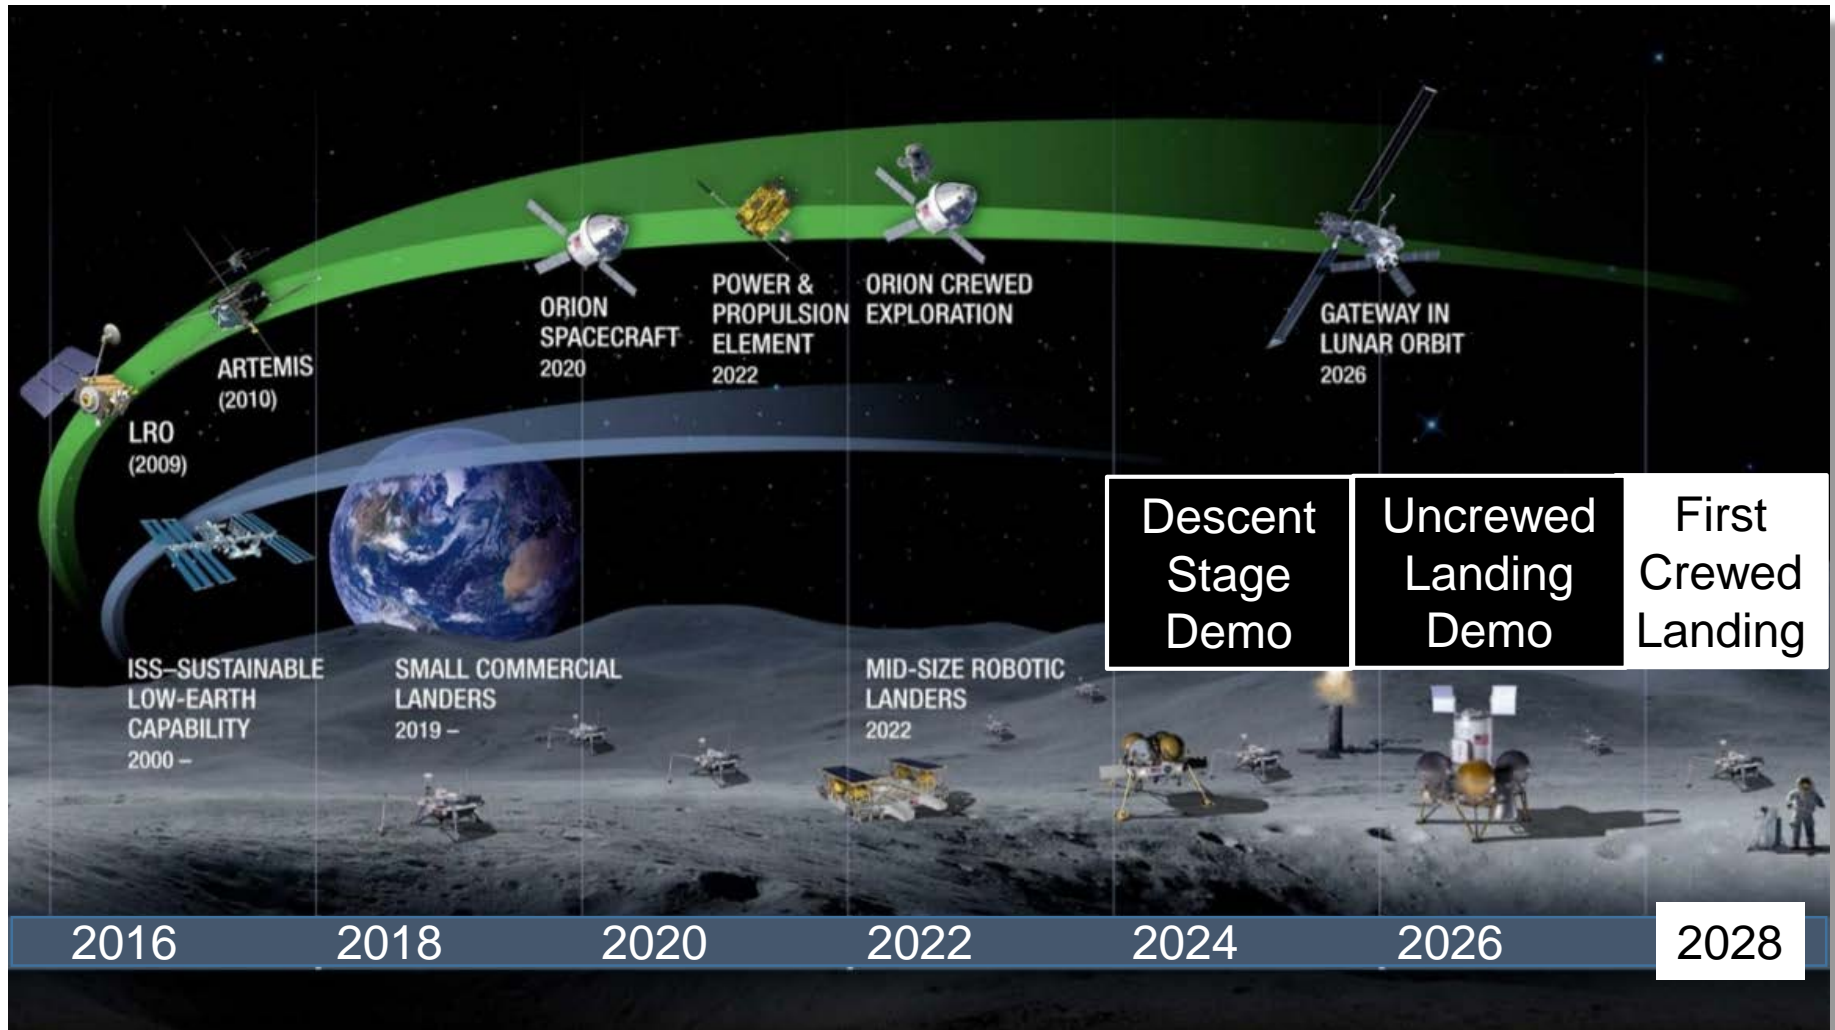 LRO
(2009)
ARTEMIS
(2010)
ORION
SPACECRAFT
2020
POWER &
PROPULSION
ELEMENT
2022
ORION CREWED
EXPLORATION
GATEWAY IN
LUNAR ORBIT
2026
ISS–SUSTAINABLE
LOW-EARTH
CAPABILITY
2000 –
SMALL COMMERCIAL
LANDERS
2019 –
MID-SIZE ROBOTIC
LANDERS
2022
Descent
Stage
Demo
Uncrewed
Landing
Demo
First
Crewed
Landing
2016 2018 2020 2022 2024 2026 2028